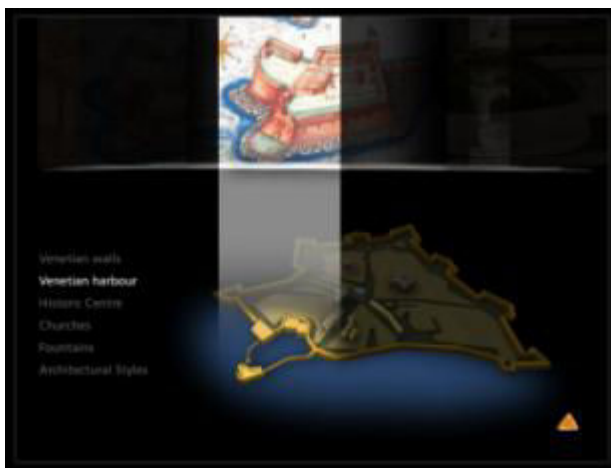 Venetian walls
Venetian harbour
Historic Centre
Churches
Fountains
Architectural Styles